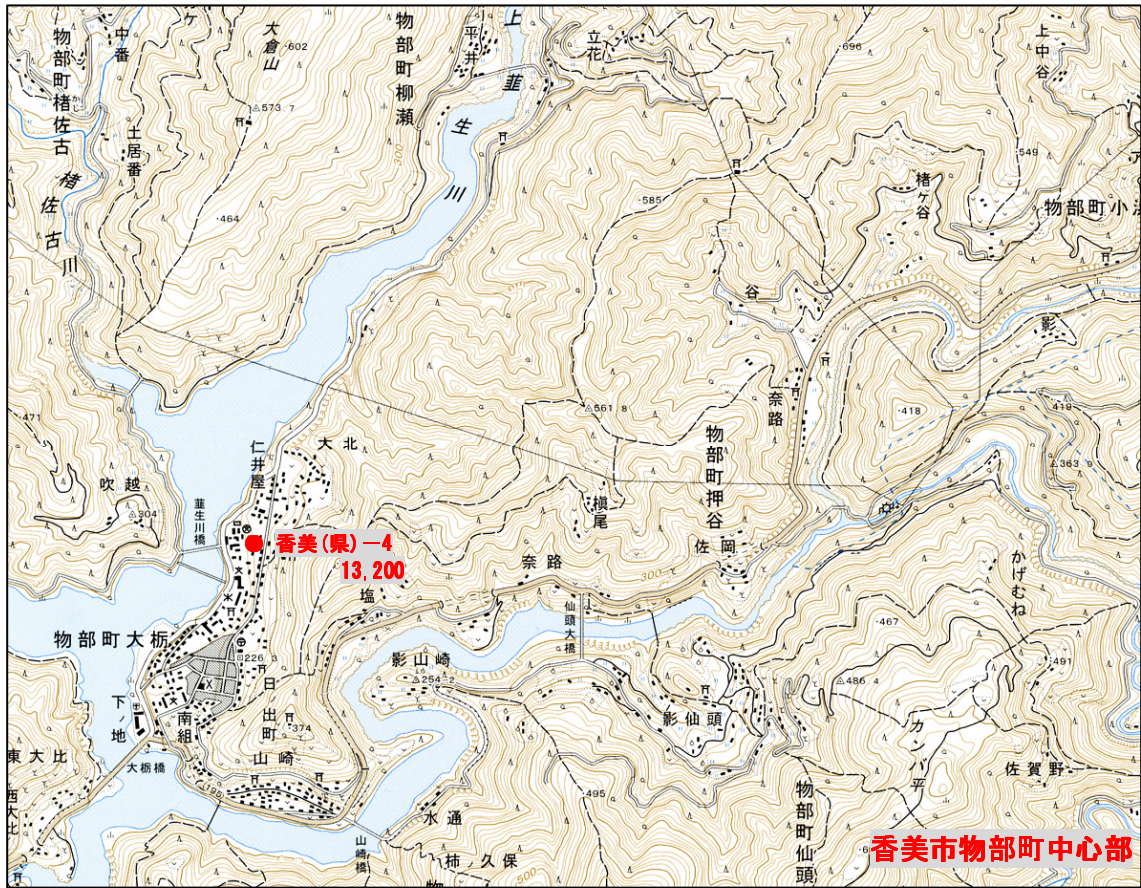 物部町楮佐古
中番
大倉山
・602
573.7
土居番
楮佐古川
・464
物部町柳瀬
平井
上韮生川
立花
・696
上中谷
・549
楮ヶ谷
物部町小
300
・585
谷
影
・418
419
奈路
561.8
物部町押谷
363.9
・471
吹越
304
韮生川橋
仁井屋
大北
槇尾
佐岡
香美(県)－4
13,200
塩
奈路
300
仙頭大橋
かげむね
・467
・491
物部町大栃
226.3
影山崎
254.2
486.4
下ノ地
南組
日出町
・374
山崎
影仙頭
カンバ平
佐賀野
東大比
西大比
大栃橋
(195)
・495
水通
山崎橋
柿ノ久保
500
物部町仙頭
香美市物部町中心部